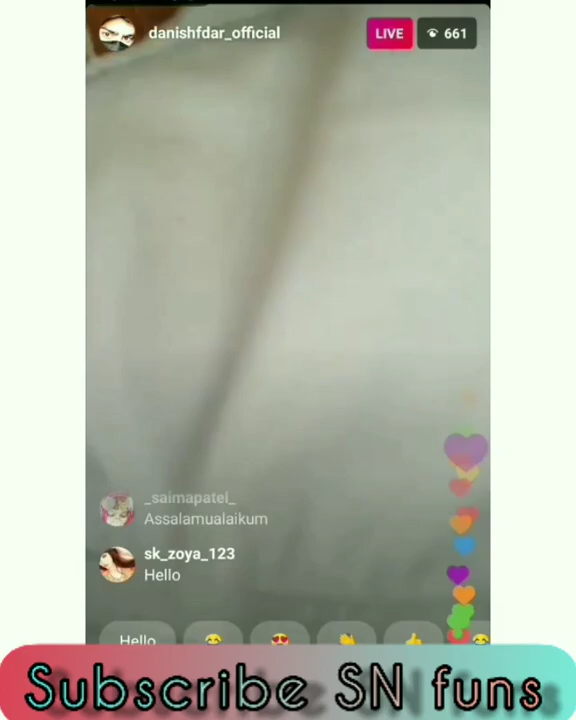 danishfdar_official LIVE 661
_saimapatel_
Assalamualaikum
sk_zoya_123
Hello
Hello
Subscribe SN funs